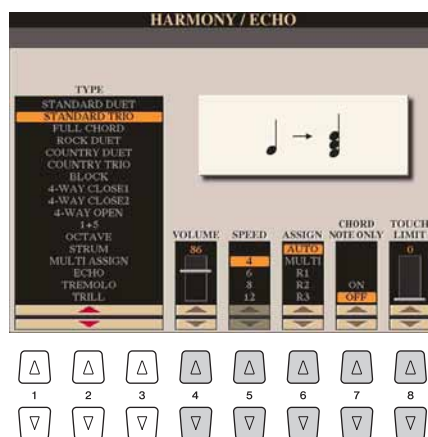 HARMONY / ECHO
TYPE
STANDARD DUET
STANDARD TRIO
FULL CHORD
ROCK DUET
COUNTRY DUET
COUNTRY TRIO
BLOCK
4-WAY CLOSE1
4-WAY CLOSE2
4-WAY OPEN
1+5
OCTAVE
STRUM
MULTI ASSIGN
ECHO
TREMOLO
TRILL
VOLUME
86
SPEED
4
6
8
12
ASSIGN
AUTO
MULTI
R1
R2
R3
CHORD
NOTE ONLY
ON
OFF
TOUCH
LIMIT
0
1 2 3 4 5 6 7 8